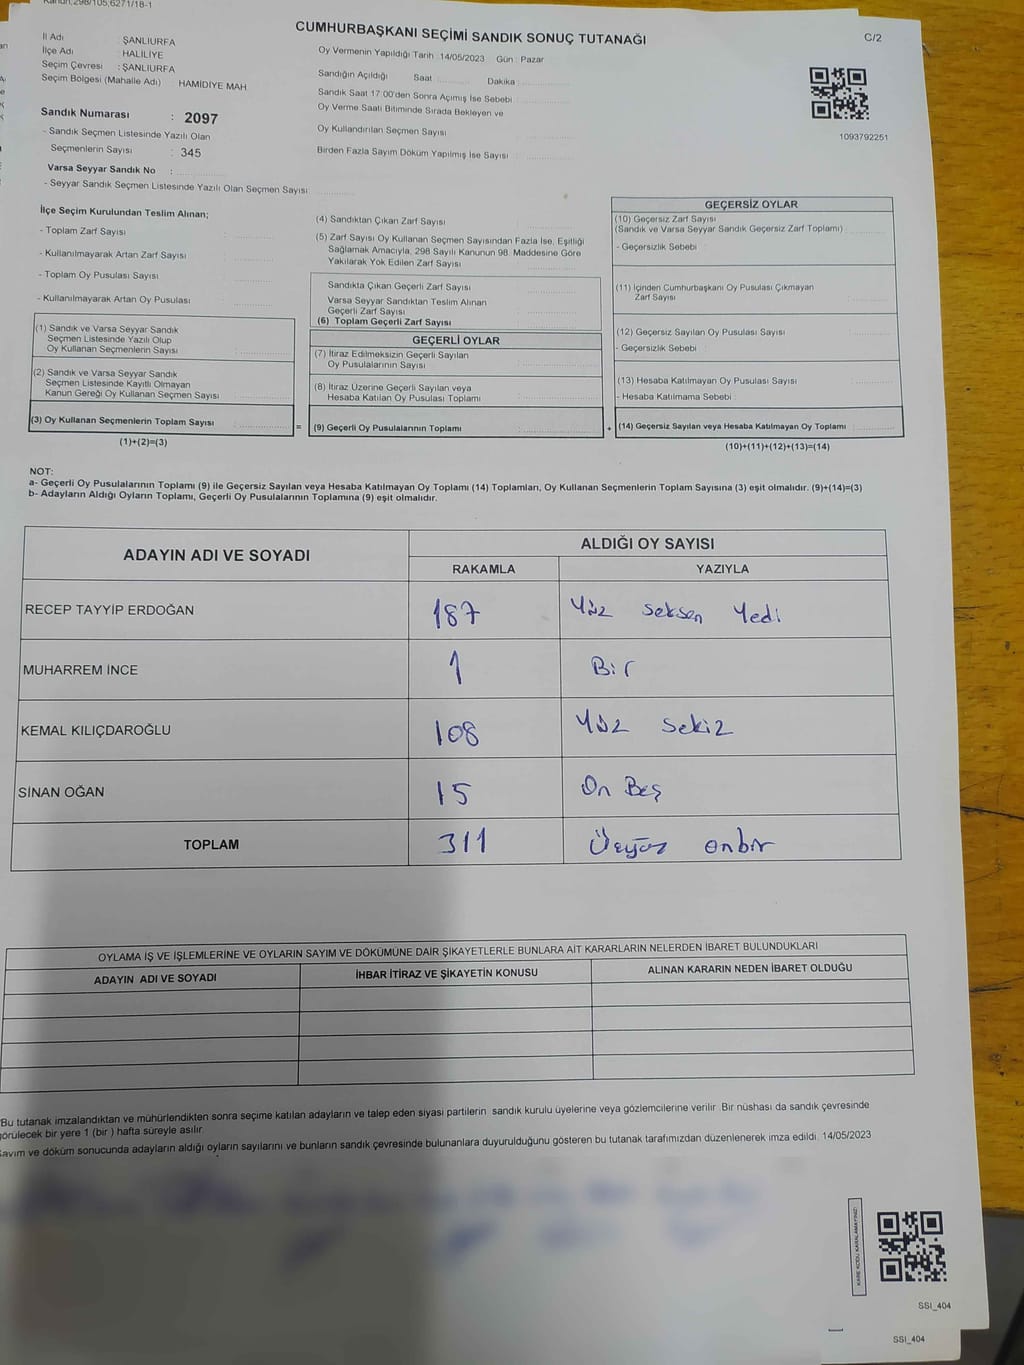 Kanun,298/105,6271/18-1
CUMHURBAŞKANI SEÇİMİ SANDIK SONUÇ TUTANAĞI
C/2
İl Adı : ŞANLIURFA
İlçe Adı : HALİLİYE
Seçim Çevresi : ŞANLIURFA
Seçim Bölgesi (Mahalle Adı) HAMİDİYE MAH.
Oy Vermenin Yapıldığı Tarih :14/05/2023 Gün : Pazar
Sandığın Açıldığı Saat Dakika
Sandık Saat 17:00'den Sonra Açımış İse Sebebi
Oy Verme Saati Bitiminde Sırada Bekleyen ve
Oy Kullandırılan Seçmen Sayısı
Birden Fazla Sayım Döküm Yapılmış İse Sayısı
1093792251
Sandık Numarası : 2097
- Sandık Seçmen Listesinde Yazılı Olan
Seçmenlerin Sayısı : 345
Varsa Seyyar Sandık No :
- Seyyar Sandık Seçmen Listesinde Yazılı Olan Seçmen Sayısı
İlçe Seçim Kurulundan Teslim Alınan;
- Toplam Zarf Sayısı
- Kullanılmayarak Artan Zarf Sayısı
- Toplam Oy Pusulası Sayısı
- Kullanılmayarak Artan Oy Pusulası
(1) Sandık ve Varsa Seyyar Sandık
Seçmen Listesinde Yazılı Olup
Oy Kullanan Seçmenlerin Sayısı
(2) Sandık ve Varsa Seyyar Sandık
Seçmen Listesinde Kayıtlı Olmayan
Kanun Gereği Oy Kullanan Seçmen Sayısı
(3) Oy Kullanan Seçmenlerin Toplam Sayısı
(1)+(2)=(3)
(4) Sandıktan Çıkan Zarf Sayısı
(5) Zarf Sayısı Oy Kullanan Seçmen Sayısından Fazla İse, Eşitliği
Sağlamak Amacıyla, 298 Sayılı Kanunun 98. Maddesine Göre
Yakılarak Yok Edilen Zarf Sayısı
Sandıkta Çıkan Geçerli Zarf Sayısı
Varsa Seyyar Sandıktan Teslim Alınan
Geçerli Zarf Sayısı
(6) Toplam Geçerli Zarf Sayısı
GEÇERLİ OYLAR
(7) İtiraz Edilmeksizin Geçerli Sayılan
Oy Pusulalarının Sayısı
(8) İtiraz Üzerine Geçerli Sayılan veya
Hesaba Katılan Oy Pusulası Toplamı
= (9) Geçerli Oy Pusulalarının Toplamı
GEÇERSİZ OYLAR
(10) Geçersiz Zarf Sayısı
(Sandık ve Varsa Seyyar Sandık Geçersiz Zarf Toplamı)
- Geçersizlik Sebebi :
(11) İçinden Cumhurbaşkanı Oy Pusulası Çıkmayan
Zarf Sayısı
(12) Geçersiz Sayılan Oy Pusulası Sayısı
- Geçersizlik Sebebi :
(13) Hesaba Katılmayan Oy Pusulası Sayısı
- Hesaba Katılmama Sebebi :
+ (14) Geçersiz Sayılan veya Hesaba Katılmayan Oy Toplamı
(10)+(11)+(12)+(13)=(14)
NOT:
a- Geçerli Oy Pusulalarının Toplamı (9) ile Geçersiz Sayılan veya Hesaba Katılmayan Oy Toplamı (14) Toplamları, Oy Kullanan Seçmenlerin Toplam Sayısına (3) eşit olmalıdır. (9)+(14)=(3)
b- Adayların Aldığı Oyların Toplamı, Geçerli Oy Pusulalarının Toplamına (9) eşit olmalıdır.
ADAYIN ADI VE SOYADI
ALDIĞI OY SAYISI
RAKAMLA YAZIYLA
RECEP TAYYİP ERDOĞAN 187 Yüz seksen Yedi
MUHARREM İNCE 1 Bir
KEMAL KILIÇDAROĞLU 108 Yüz sekiz
SİNAN OĞAN 15 On Beş
TOPLAM 311 Üçyüz onbir
OYLAMA İŞ VE İŞLEMLERİNE VE OYLARIN SAYIM VE DÖKÜMÜNE DAİR ŞİKAYETLERLE BUNLARA AİT KARARLARIN NELERDEN İBARET BULUNDUKLARI
ADAYIN ADI VE SOYADI İHBAR İTİRAZ VE ŞİKAYETİN KONUSU ALINAN KARARIN NEDEN İBARET OLDUĞU
Bu tutanak imzalandıktan ve mühürlendikten sonra seçime katılan adayların ve talep eden siyasi partilerin sandık kurulu üyelerine veya gözlemcilerine verilir. Bir nüshası da sandık çevresinde
görülecek bir yere 1 (bir ) hafta süreyle asılır.
Sayım ve döküm sonucunda adayların aldığı oyların sayılarını ve bunların sandık çevresinde bulunanlara duyurulduğunu gösteren bu tutanak tarafımızdan düzenlenerek imza edildi. 14/05/2023
KARE KODU KARALAMAYINIZ!
SSI_404
SSI_404